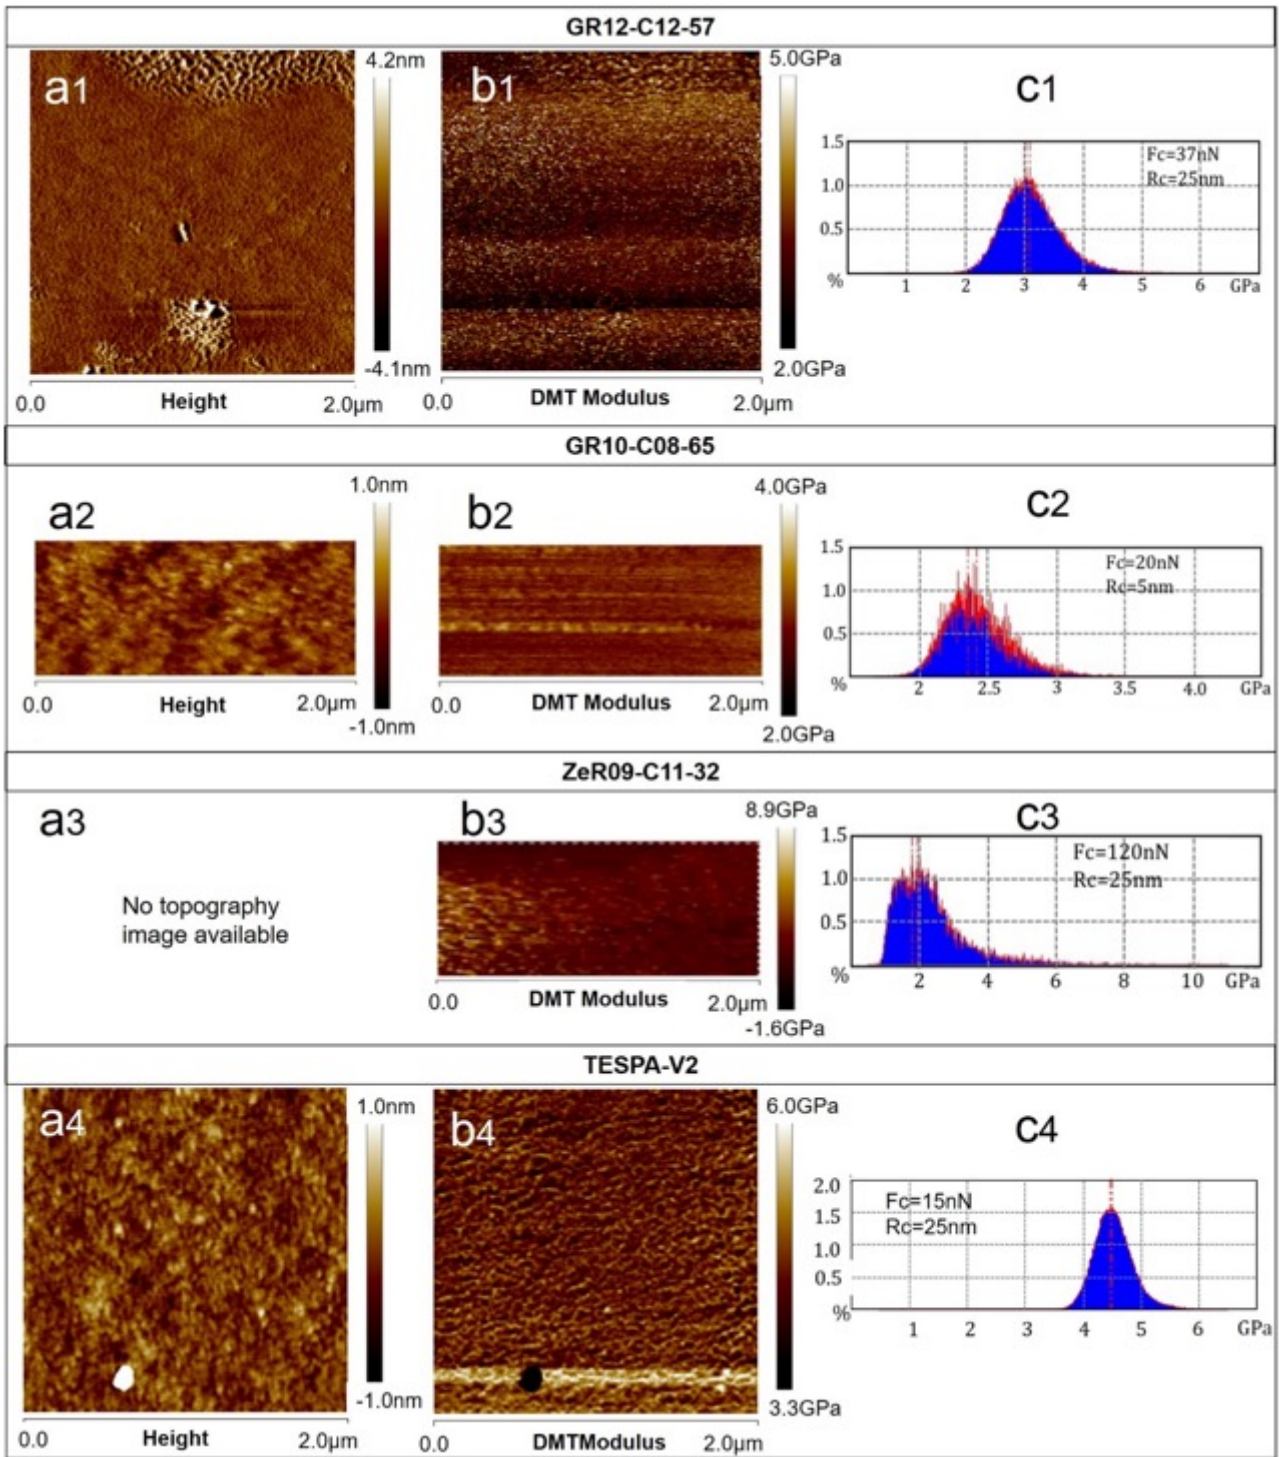 GR12-C12-57
a1
4.2nm
-4.1nm
0.0
Height
2.0µm
b1
5.0GPa
2.0GPa
0.0
DMT Modulus
2.0µm
c1
1.5
1.0
0.5
%
Fc=37nN
Rc=25nm
1 2 3 4 5 6 GPa
GR10-C08-65
a2
1.0nm
-1.0nm
0.0
Height
2.0µm
b2
4.0GPa
2.0GPa
0.0
DMT Modulus
2.0µm
c2
1.5
1.0
0.5
%
Fc=20nN
Rc=5nm
2 2.5 3 3.5 4.0 GPa
ZeR09-C11-32
a3
No topography
image available
b3
8.9GPa
-1.6GPa
0.0
DMT Modulus
2.0µm
c3
1.5
1.0
0.5
%
Fc=120nN
Rc=25nm
2 4 6 8 10 GPa
TESPA-V2
a4
1.0nm
-1.0nm
0.0
Height
2.0µm
b4
6.0GPa
3.3GPa
0.0
DMTModulus
2.0µm
c4
2.0
1.5
1.0
0.5
%
Fc=15nN
Rc=25nm
1 2 3 4 5 6 GPa